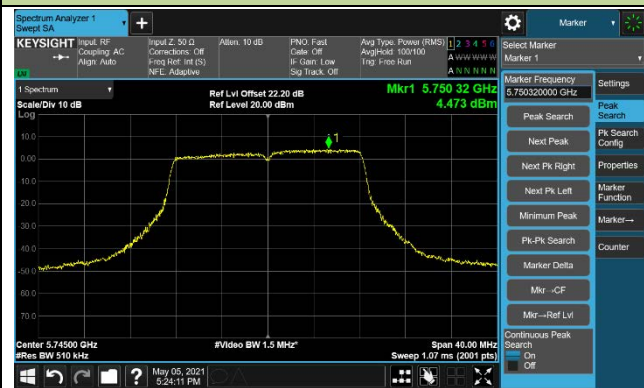 Spectrum Analyzer 1
Swept SA
+
Marker
KEYSIGHT
Input: RF
Coupling: AC
Align: Auto
Input Z: 50 Ω
Corrections: Off
Freq Ref: Int (S)
NFE: Adaptive
Atten: 10 dB
PNO: Fast
Gate: Off
IF Gain: Low
Sig Track: Off
Avg Type: Power (RMS)
Avg|Hold: 100/100
Trig: Free Run
1 2 3 4 5 6
A W W W W W
A N N N N N
Select Marker
Marker 1
1 Spectrum
Scale/Div 10 dB
Log
Ref Lvl Offset 22.20 dB
Ref Level 20.00 dBm
Mkr1 5.750 32 GHz
4.473 dBm
10.0
0.00
-10.0
-20.0
-30.0
-40.0
-50.0
-60.0
-70.0
1
Center 5.74500 GHz
#Res BW 510 kHz
#Video BW 1.5 MHz*
Span 40.00 MHz
Sweep 1.07 ms (2001 pts)
Marker Frequency
5.750320000 GHz
Peak Search
Next Peak
Next Pk Right
Next Pk Left
Minimum Peak
Pk-Pk Search
Marker Delta
Mkr→CF
Mkr→Ref Lvl
Continuous Peak
Search
On
Off
Settings
Peak
Search
Pk Search
Config
Properties
Marker
Function
Marker→
Counter
?
May 05, 2021
5:24:11 PM